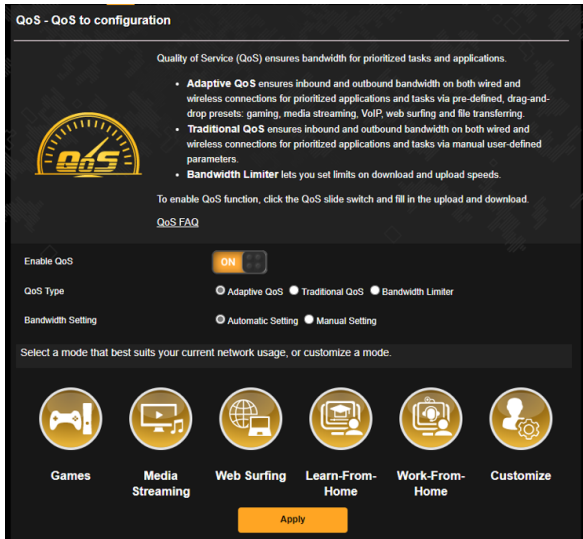 QoS - QoS to configuration
Quality of Service (QoS) ensures bandwidth for prioritized tasks and applications.
• Adaptive QoS ensures inbound and outbound bandwidth on both wired and
wireless connections for prioritized applications and tasks via pre-defined, drag-and-
drop presets: gaming, media streaming, VoIP, web surfing and file transferring.
• Traditional QoS ensures inbound and outbound bandwidth on both wired and
wireless connections for prioritized applications and tasks via manual user-defined
parameters.
• Bandwidth Limiter lets you set limits on download and upload speeds.
QoS
To enable QoS function, click the QoS slide switch and fill in the upload and download.
QoS FAQ
Enable QoS ON
QoS Type Adaptive QoS Traditional QoS Bandwidth Limiter
Bandwidth Setting Automatic Setting Manual Setting
Select a mode that best suits your current network usage, or customize a mode.
Games Media Web Surfing Learn-From- Work-From- Customize
Streaming Home Home
Apply